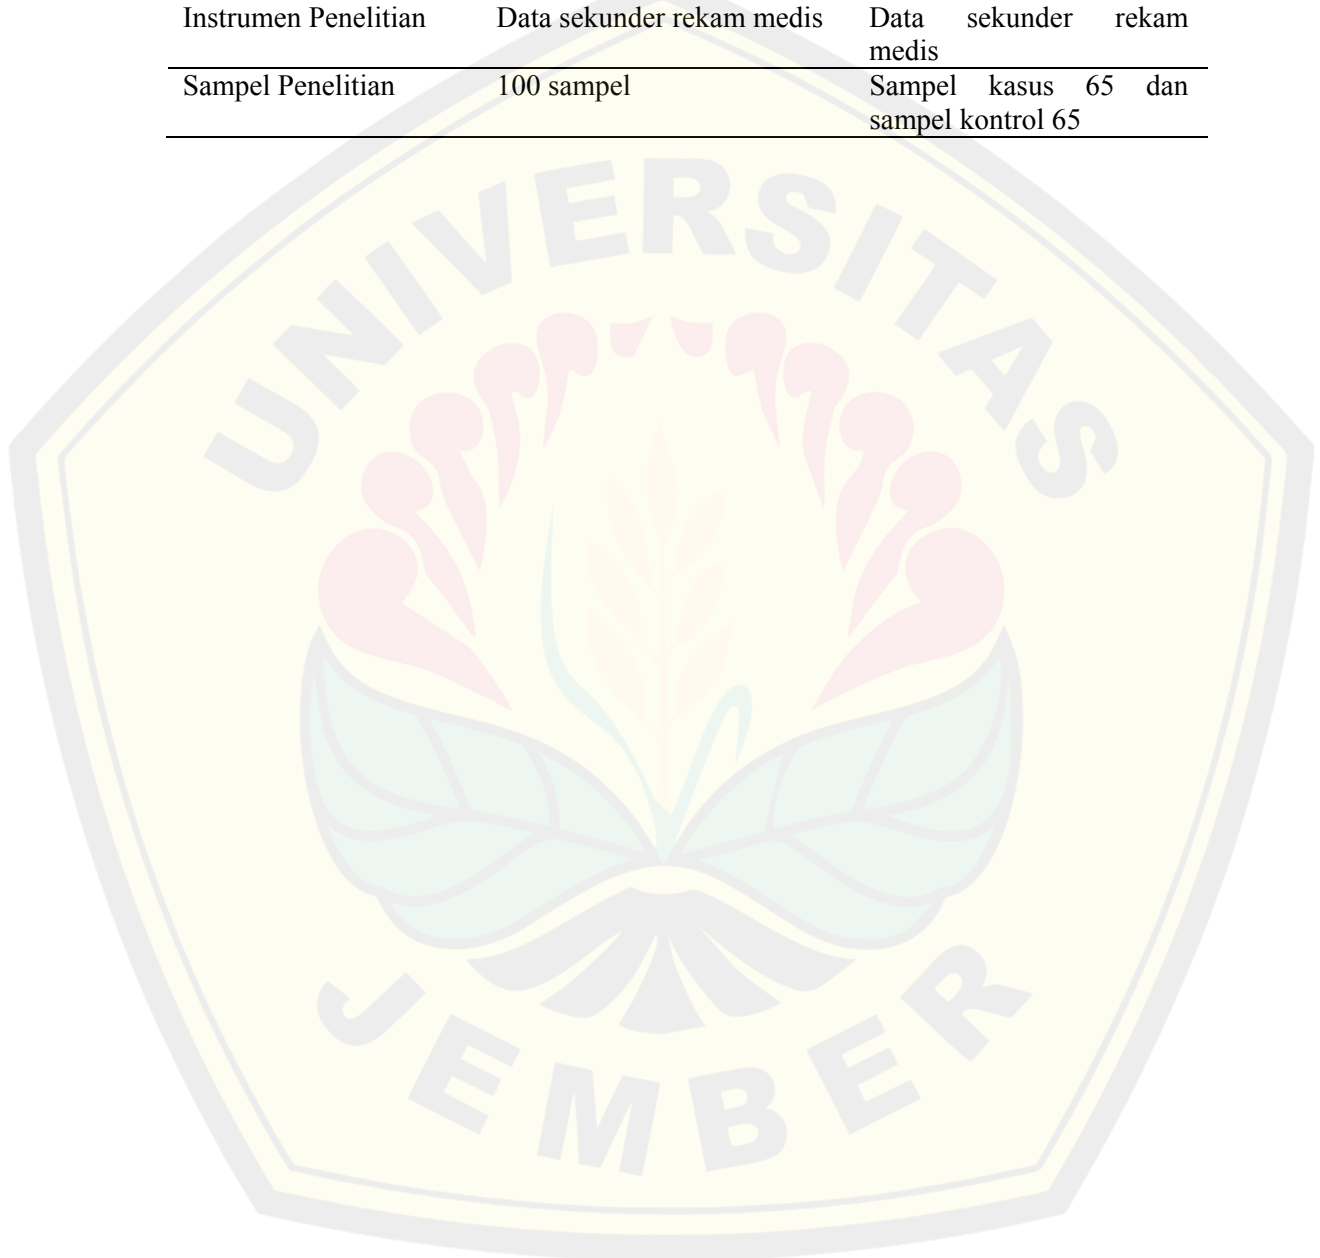 Instrumen Penelitian Data sekunder rekam medis Data sekunder rekam
medis
Sampel Penelitian 100 sampel Sampel kasus 65 dan
sampel kontrol 65
UNIVERSITAS
JEMBER